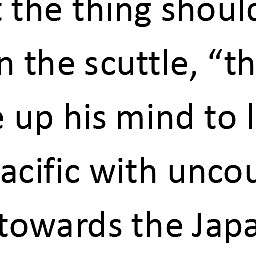 t the thing should
n the scuttle, “th
e up his mind to l
acific with uncou
towards the Japa